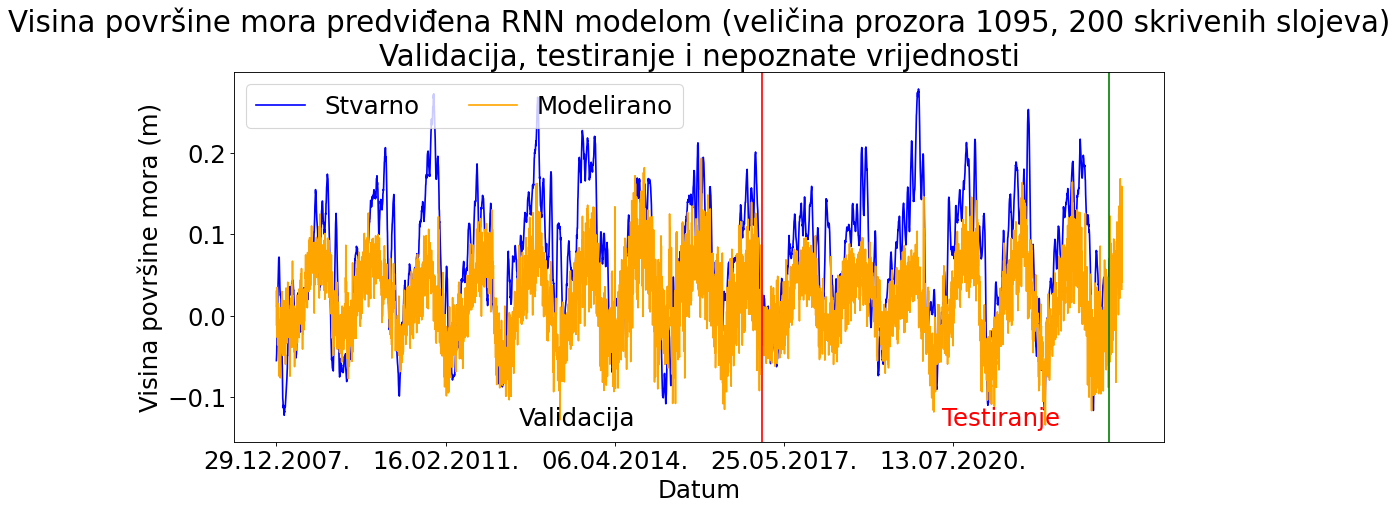 Visina površine mora predviđena RNN modelom (veličina prozora 1095, 200 skrivenih slojeva)
Validacija, testiranje i nepoznate vrijednosti
Stvarno
Modelirano
Visina površine mora (m)
0.2
0.1
0.0
−0.1
Validacija
Testiranje
29.12.2007.
16.02.2011.
06.04.2014.
25.05.2017.
13.07.2020.
Datum